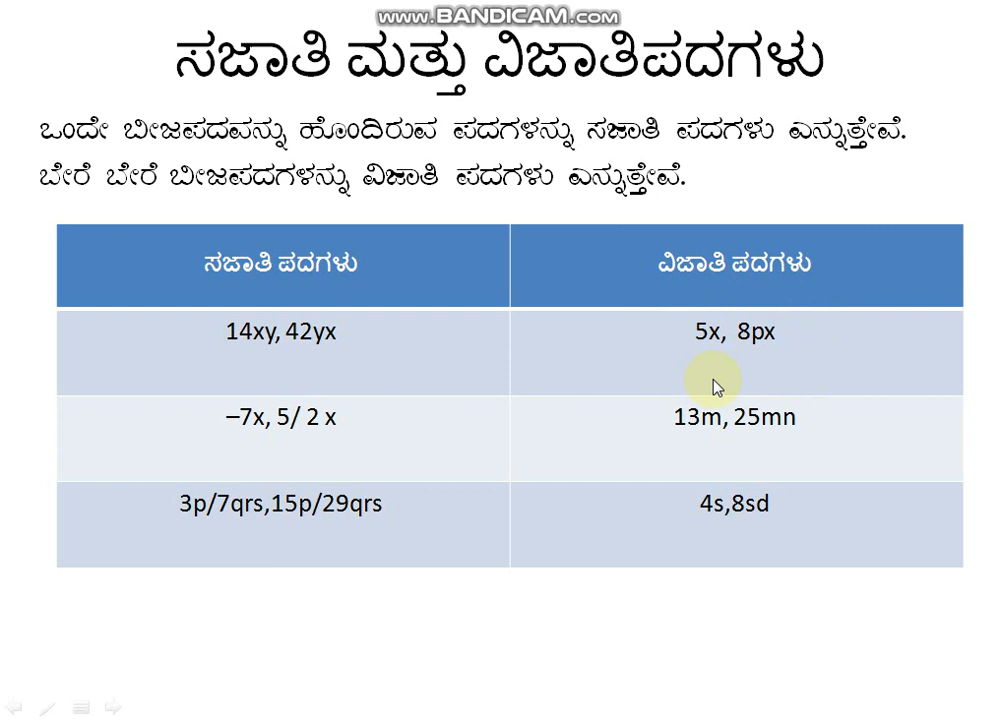 www.BANDICAM.com
ಸಜಾತಿ ಮತ್ತು ವಿಜಾತಿಪದಗಳು
ಒಂದೇ ಬೀಜಪದವನ್ನು ಹೊಂದಿರುವ ಪದಗಳನ್ನು ಸಜಾತಿ ಪದಗಳು ಎನ್ನುತ್ತೇವೆ.
ಬೇರೆ ಬೇರೆ ಬೀಜಪದಗಳನ್ನು ವಿಜಾತಿ ಪದಗಳು ಎನ್ನುತ್ತೇವೆ.
ಸಜಾತಿ ಪದಗಳು ವಿಜಾತಿ ಪದಗಳು
14xy, 42yx 5x, 8px
–7x, 5/ 2 x 13m, 25mn
3p/7qrs,15p/29qrs 4s,8sd